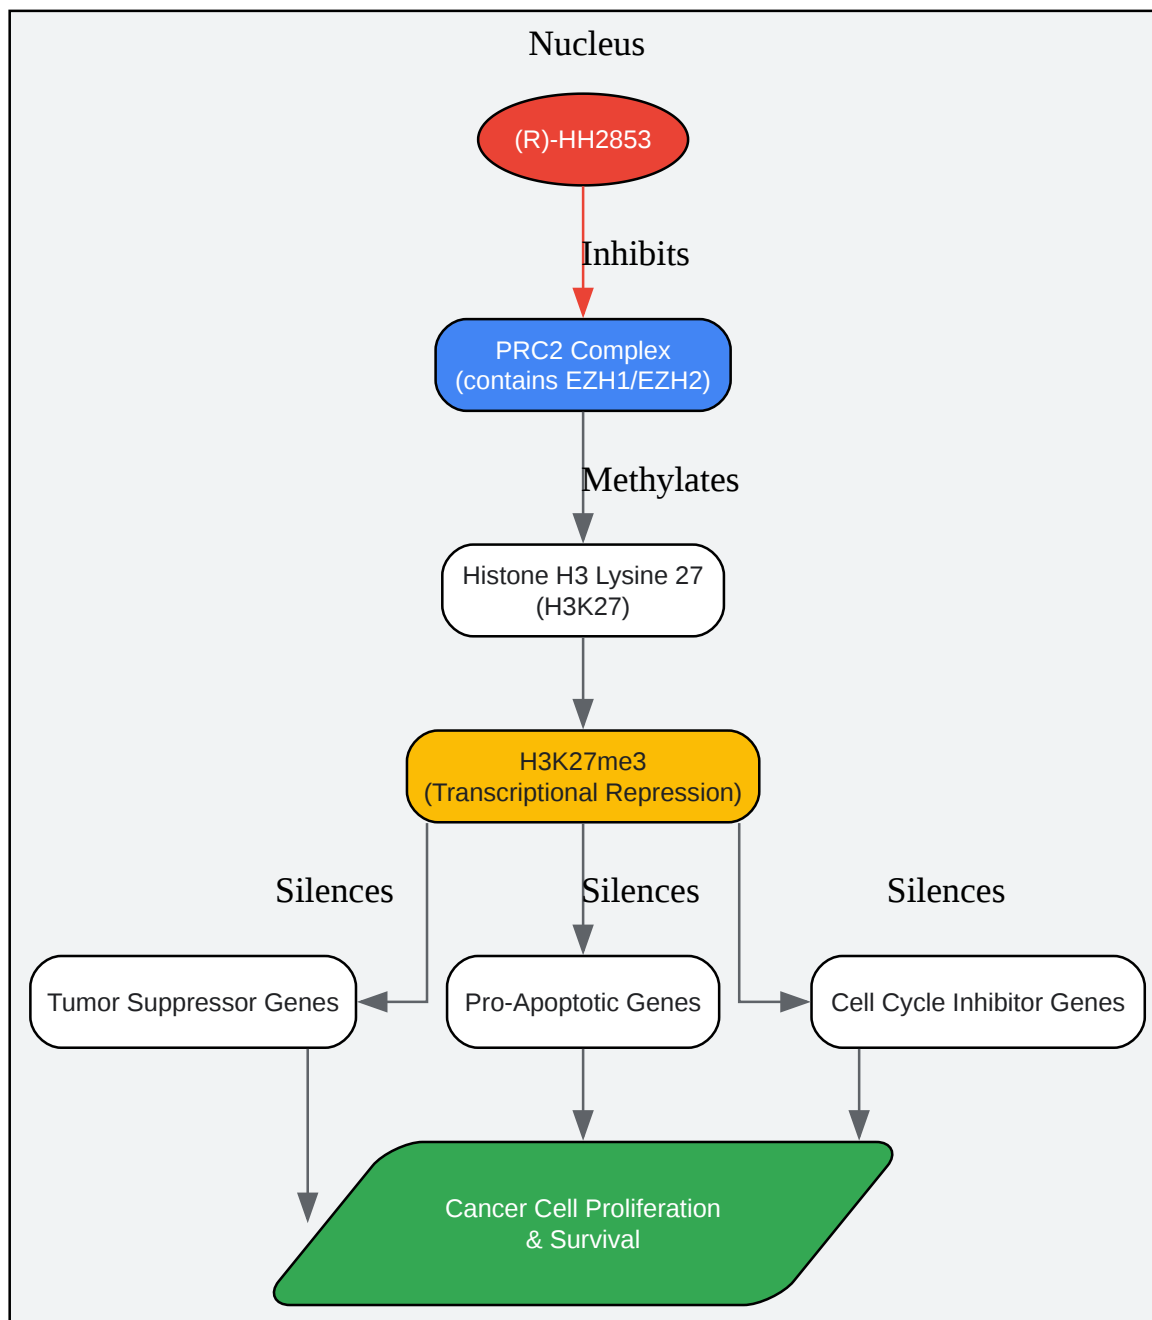 Nucleus
(R)-HH2853
Inhibits
PRC2 Complex
(contains EZH1/EZH2)
Methylates
Histone H3 Lysine 27
(H3K27)
H3K27me3
(Transcriptional Repression)
Silences
Silences
Silences
Tumor Suppressor Genes
Pro-Apoptotic Genes
Cell Cycle Inhibitor Genes
Cancer Cell Proliferation
& Survival